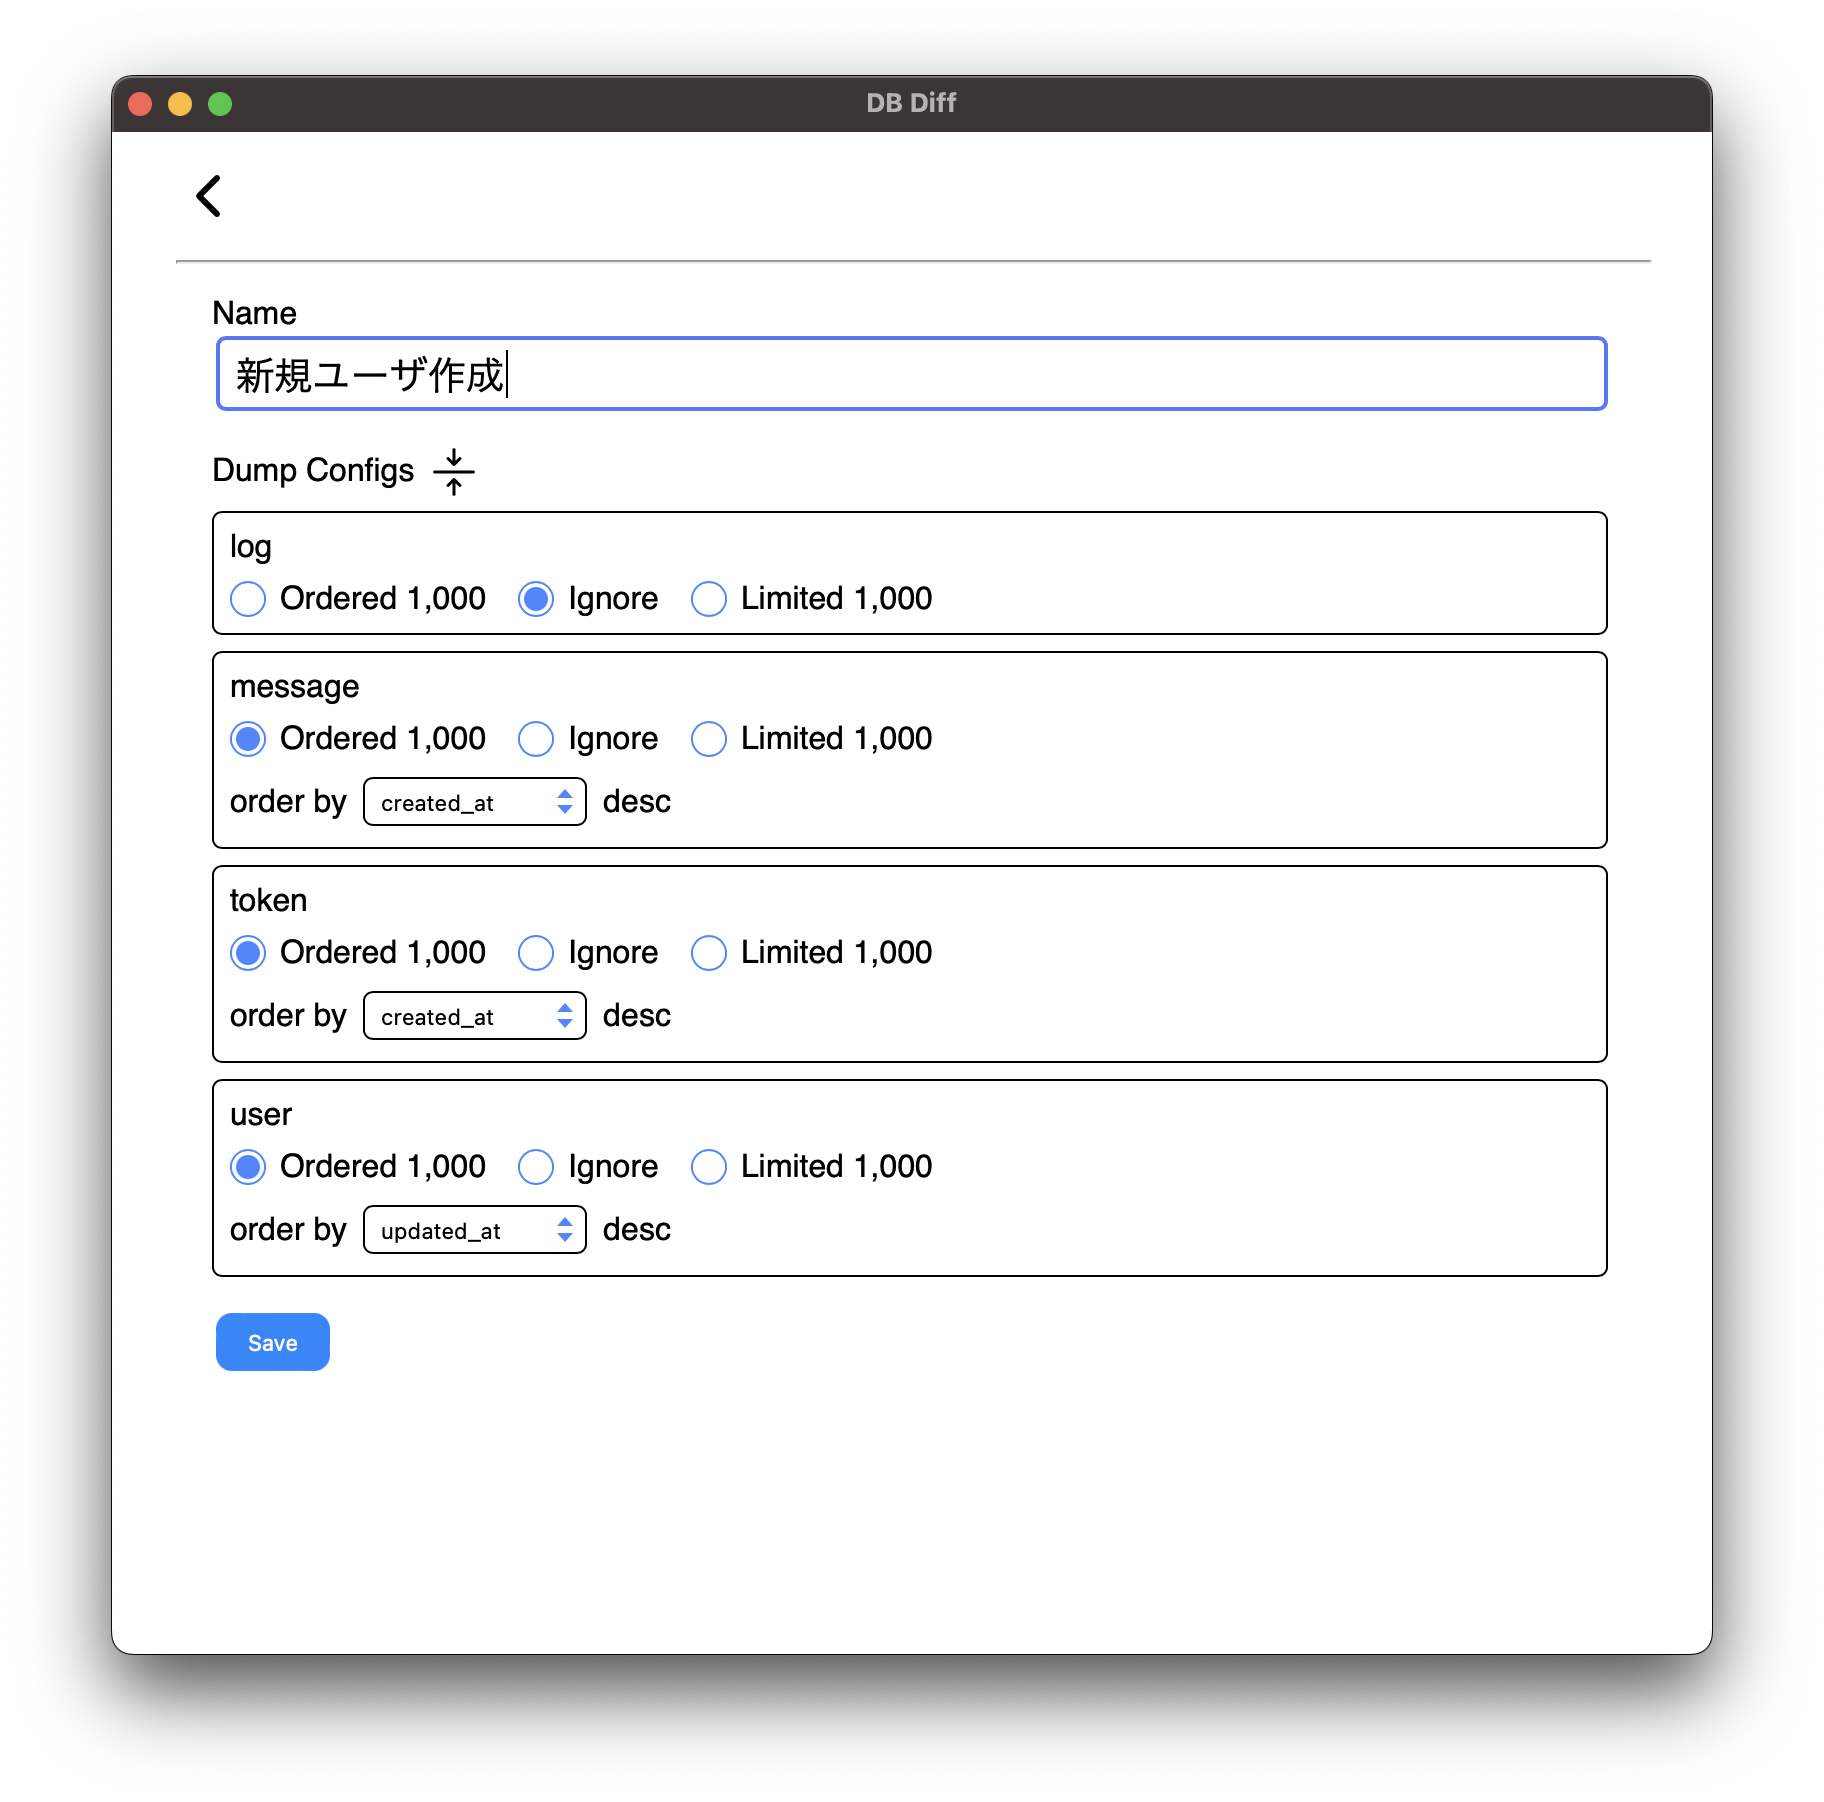 DB Diff
Name
新規ユーザ作成
Dump Configs
log
Ordered 1,000 Ignore Limited 1,000
message
Ordered 1,000 Ignore Limited 1,000
order by created_at desc
token
Ordered 1,000 Ignore Limited 1,000
order by created_at desc
user
Ordered 1,000 Ignore Limited 1,000
order by updated_at desc
Save